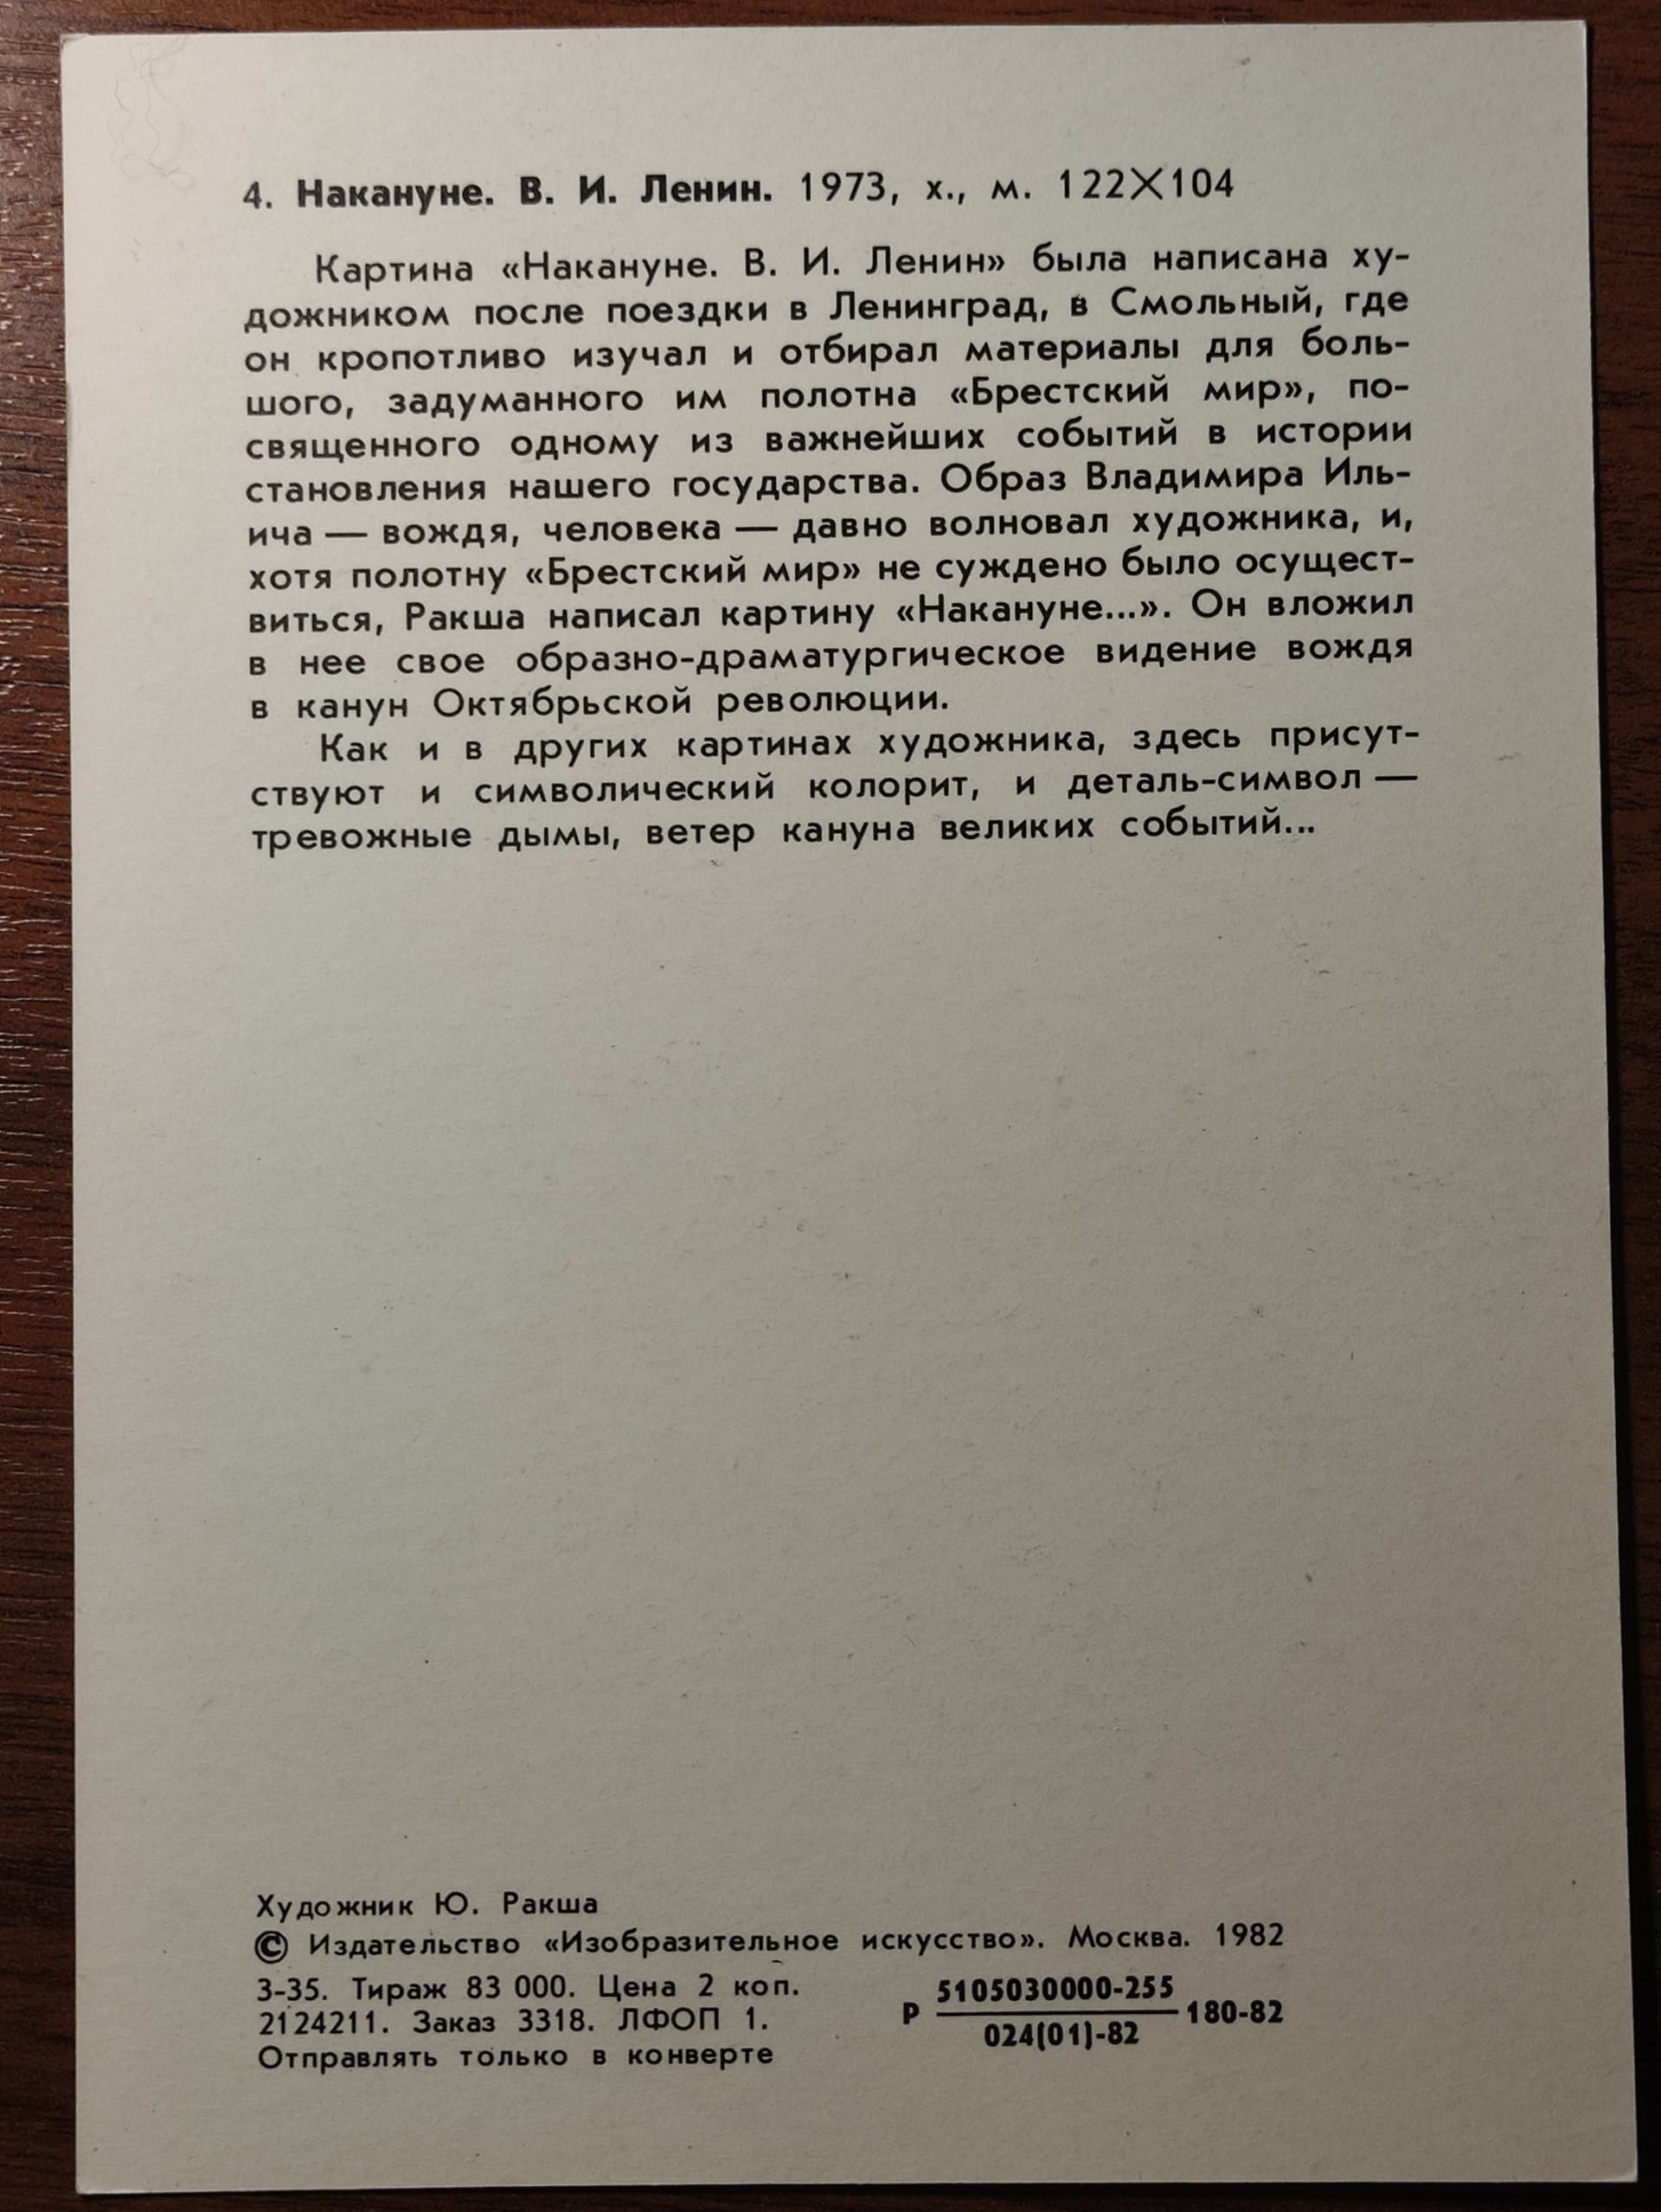 4. Накануне. В. И. Ленин. 1973, х., м. 122X104
Картина «Накануне. В. И. Ленин» была написана ху-
дожником после поездки в Ленинград, в Смольный, где
он кропотливо изучал и отбирал материалы для боль-
шого, задуманного им полотна «Брестский мир», по-
священного одному из важнейших событий в истории
становления нашего государства. Образ Владимира Иль-
ича — вождя, человека — давно волновал художника, и,
хотя полотну «Брестский мир» не суждено было осущест-
виться, Ракша написал картину «Накануне...». Он вложил
в нее свое образно-драматургическое видение вождя
в канун Октябрьской революции.
Как и в других картинах художника, здесь присут-
ствуют и символический колорит, и деталь-символ —
тревожные дымы, ветер кануна великих событий...
Художник Ю. Ракша
© Издательство «Изобразительное искусство». Москва. 1982
3-35. Тираж 83 000. Цена 2 коп.
2124211. Заказ 3318. ЛФОП 1.
Отправлять только в конверте
Р 5105030000-255
024(01)-82
180-82